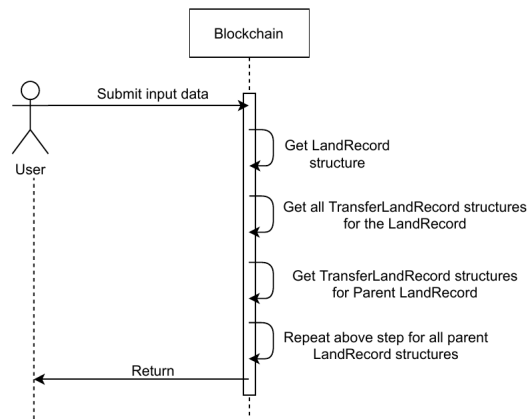 Blockchain
Submit input data
User
Get LandRecord
structure
Get all TransferLandRecord structures
for the LandRecord
Get TransferLandRecord structures
for Parent LandRecord
Repeat above step for all parent
LandRecord structures
Return